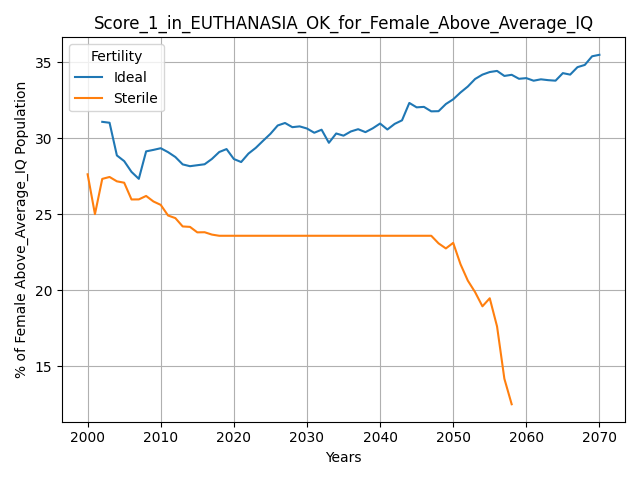 Score_1_in_EUTHANASIA_OK_for_Female_Above_Average_IQ
Fertility
Ideal
Sterile
% of Female Above_Average_IQ Population
35
30
25
20
15
2000
2010
2020
2030
2040
2050
2060
2070
Years